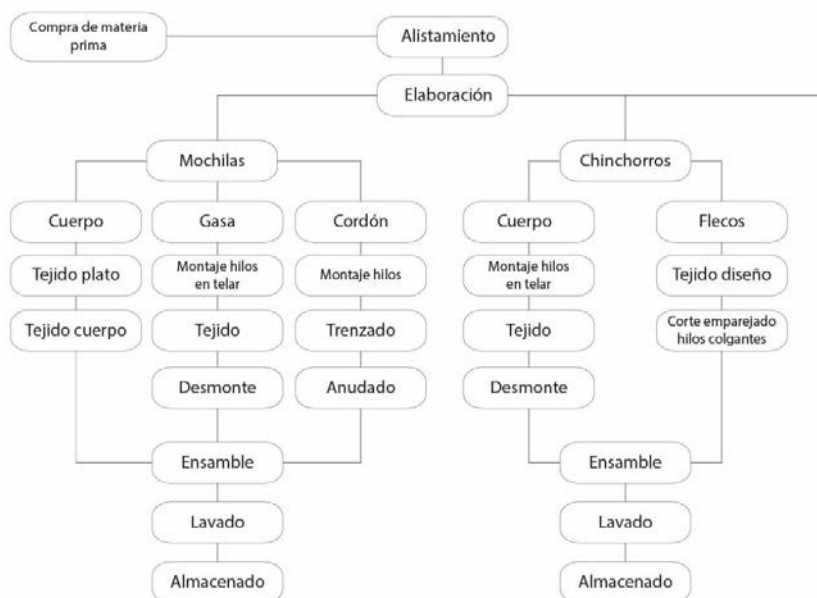 Compra de materia
prima
Alistamiento
Elaboración
Mochilas
Chinchorros
Cuerpo
Gasa
Cordón
Cuerpo
Flecos
Tejido plato
Montaje hilos
en telar
Montaje hilos
Montaje hilos
en telar
Tejido diseño
Tejido cuerpo
Tejido
Trenzado
Tejido
Corte emparejado
hilos colgantes
Desmonte
Anudado
Desmonte
Ensamble
Ensamble
Lavado
Lavado
Almacenado
Almacenado